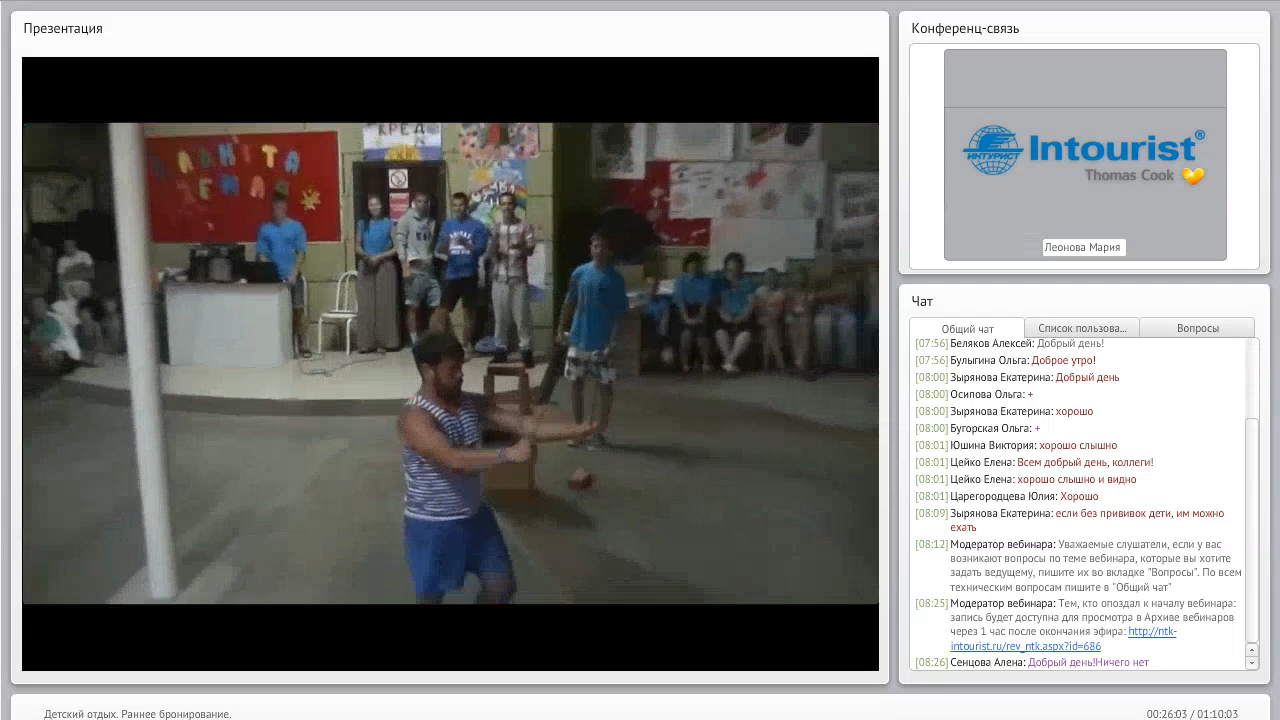 Презентация
КРЕД
Конференц-связь
ИНТУРИСТ
Intourist®
Thomas Cook
Леонова Мария
Чат
Общий чат
Список пользова...
Вопросы
[07:56] Беляков Алексей: Добрый день!
[07:56] Булыгина Ольга: Доброе утро!
[08:00] Зырянова Екатерина: Добрый день
[08:00] Осипова Ольга: +
[08:00] Зырянова Екатерина: хорошо
[08:00] Бугорская Ольга: +
[08:01] Юшина Виктория: хорошо слышно
[08:01] Цейко Елена: Всем добрый день, коллеги!
[08:01] Цейко Елена: хорошо слышно и видно
[08:01] Царегородцева Юлия: Хорошо
[08:09] Зырянова Екатерина: если без прививок дети, им можно
ехать
[08:12] Модератор вебинара: Уважаемые слушатели, если у вас
возникают вопросы по теме вебинара, которые вы хотите
задать ведущему, пишите их во вкладке "Вопросы". По всем
техническим вопросам пишите в "Общий чат"
[08:25] Модератор вебинара: Тем, кто опоздал к началу вебинара:
запись будет доступна для просмотра в Архиве вебинаров
через 1 час после окончания эфира: http://ntk-
intourist.ru/rev_ntk.aspx?id=686
[08:26] Сенцова Алена: Добрый день!Ничего нет
Детский отдых. Раннее бронирование.
00:26:03 / 01:10:03